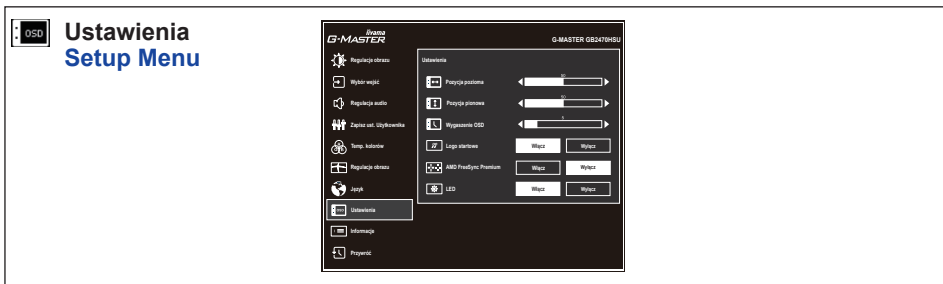 OSD
Ustawienia
Setup Menu
iiyama
G-MASTER
G-MASTER GB2470HSU
Regulacja obrazu
Wybór wejść
Regulacja audio
Zapisz ust. Użytkownika
Temp. kolorów
Regulacja obrazu
Język
OSD Ustawienia
Informacje
Przywróć
Ustawienia
50
Pozycja pozioma
50
Pozycja pionowa
5
Wygaszenie OSD
Logo startowe Włącz Wyłącz
AMD FreeSync Premium Włącz Wyłącz
LED Włącz Wyłącz